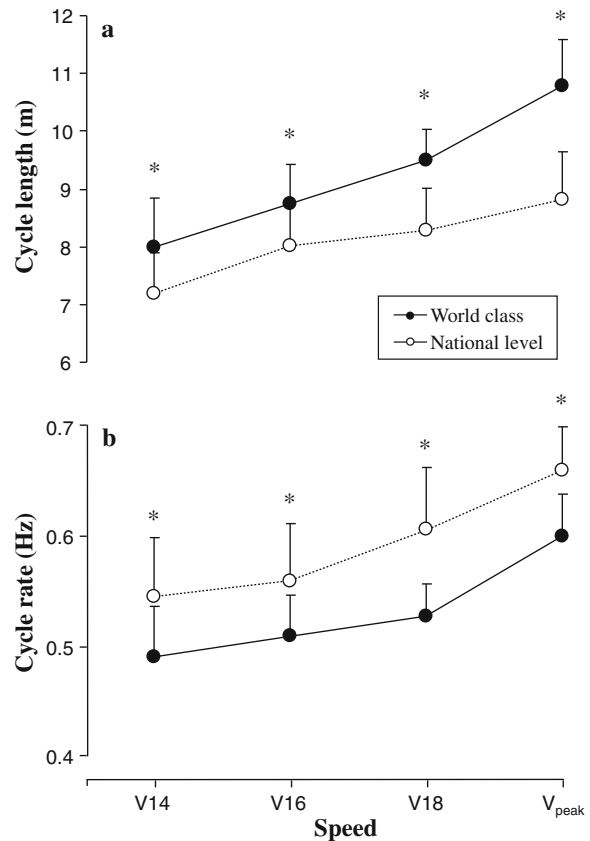 12
a
*
11
*
10
*
*
9
8
7
6
Cycle length (m)
World class
National level
0.7
b
*
*
*
*
0.6
0.5
0.4
Cycle rate (Hz)
V14 V16 V18 Vpeak
Speed